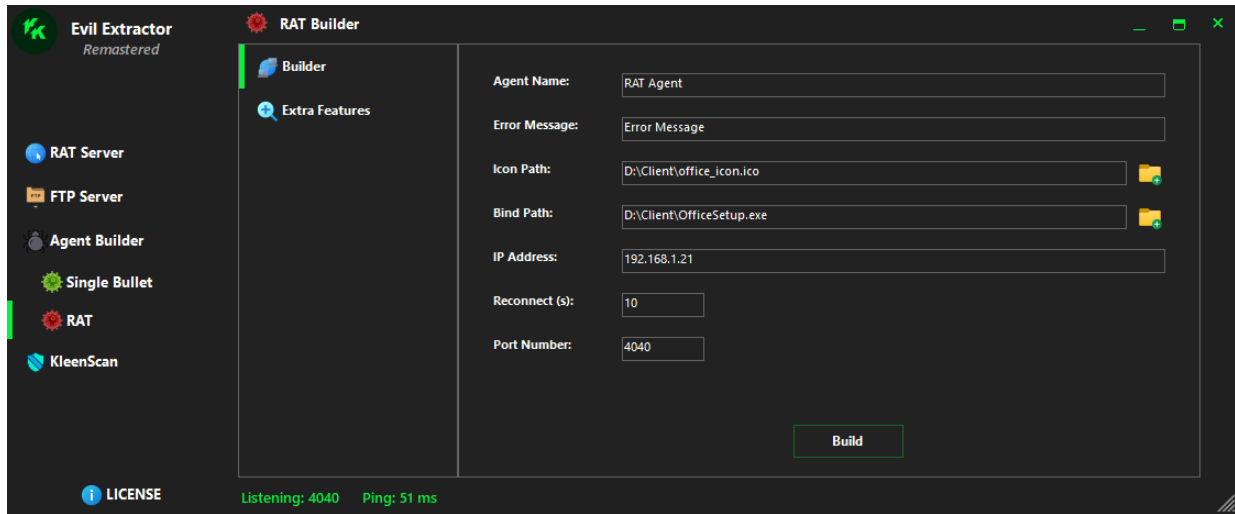 Evil Extractor
Remastered
RAT Server
FTP Server
Agent Builder
Single Bullet
RAT
KleenScan
LICENSE
RAT Builder
Builder
Extra Features
Agent Name: RAT Agent
Error Message: Error Message
Icon Path: D:\Client\office_icon.ico
Bind Path: D:\Client\OfficeSetup.exe
IP Address: 192.168.1.21
Reconnect (s): 10
Port Number: 4040
Build
Listening: 4040 Ping: 51 ms